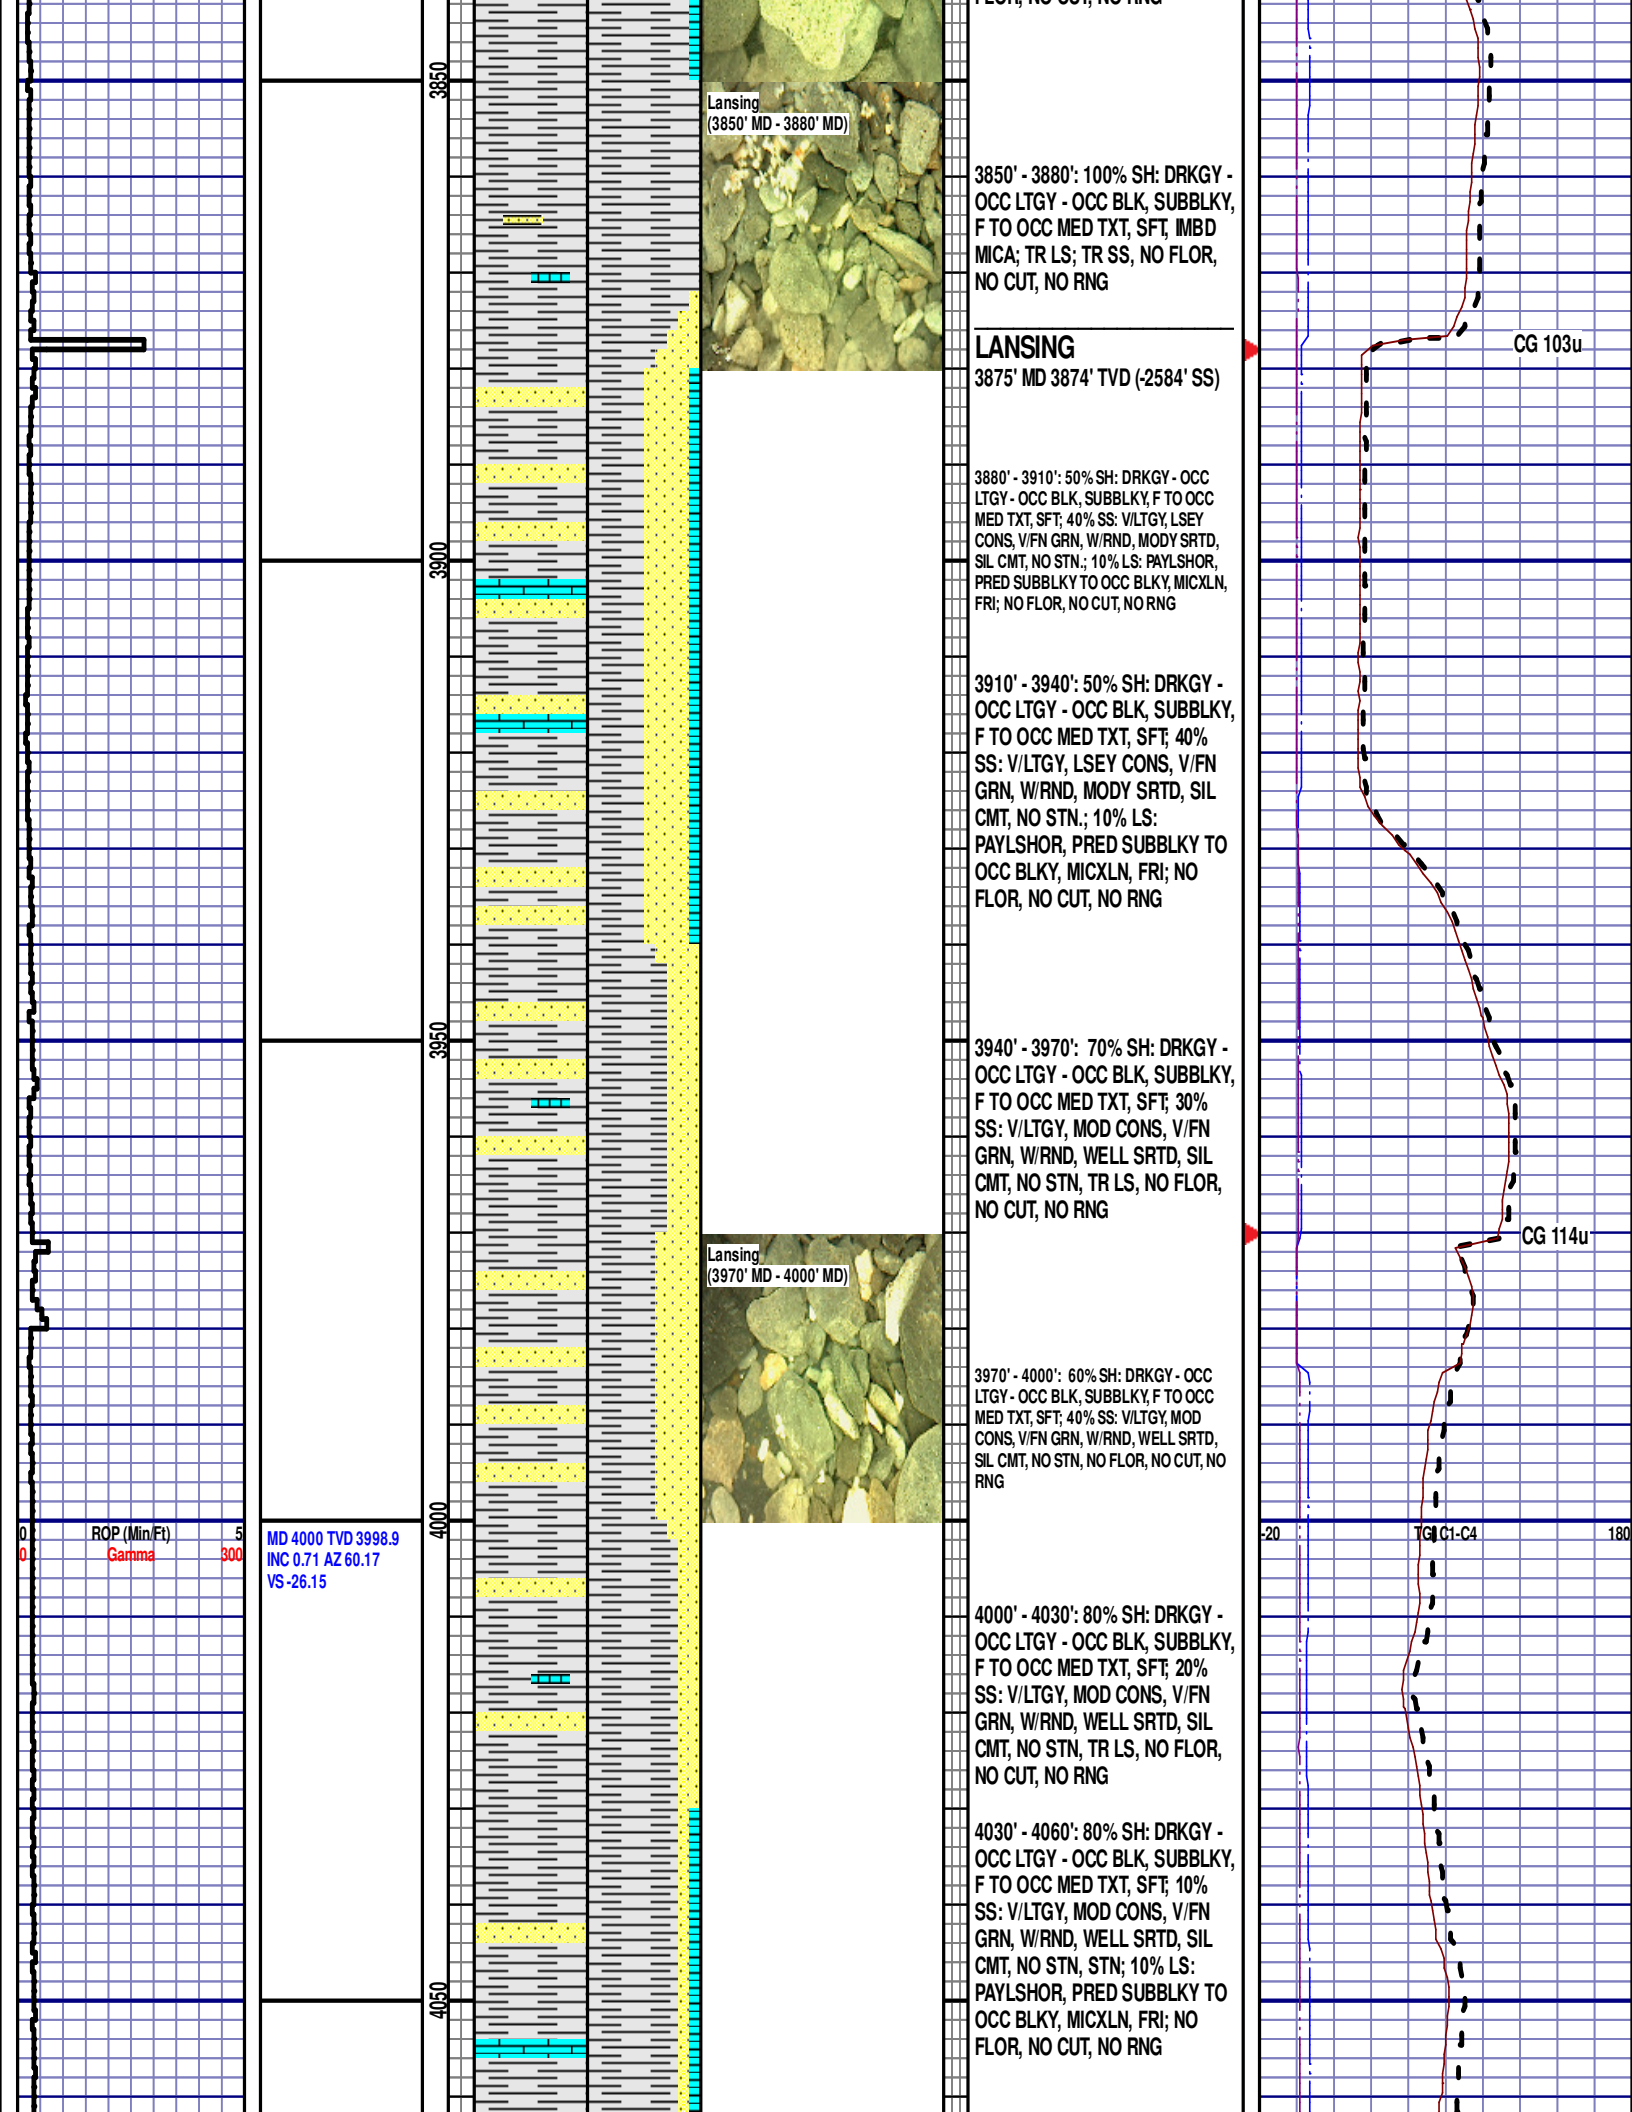 3850
Lansing
(3850' MD - 3880' MD)
3850' - 3880': 100% SH: DRKGY -
OCC LTGY - OCC BLK, SUBBLKY,
F TO OCC MED TXT, SFT, IMBD
MICA; TR LS; TR SS, NO FLOR,
NO CUT, NO RNG
LANSING
3875' MD 3874' TVD (-2584' SS)
CG 103u
3880' - 3910': 50% SH: DRKGY - OCC
LTGY - OCC BLK, SUBBLKY, F TO OCC
MED TXT, SFT; 40% SS: V/LTGY, LSEY
CONS, V/FN GRN, W/RND, MODY SRTD,
SIL CMT, NO STN.; 10% LS: PAYLSHOR,
PRED SUBBLKY TO OCC BLKY, MICXLN,
FRI; NO FLOR, NO CUT, NO RNG
3900
3910' - 3940': 50% SH: DRKGY -
OCC LTGY - OCC BLK, SUBBLKY,
F TO OCC MED TXT, SFT; 40%
SS: V/LTGY, LSEY CONS, V/FN
GRN, W/RND, MODY SRTD, SIL
CMT, NO STN.; 10% LS:
PAYLSHOR, PRED SUBBLKY TO
OCC BLKY, MICXLN, FRI; NO
FLOR, NO CUT, NO RNG
3950
3940' - 3970': 70% SH: DRKGY -
OCC LTGY - OCC BLK, SUBBLKY,
F TO OCC MED TXT, SFT; 30%
SS: V/LTGY, MOD CONS, V/FN
GRN, W/RND, WELL SRTD, SIL
CMT, NO STN, TR LS, NO FLOR,
NO CUT, NO RNG
CG 114u
Lansing
(3970' MD - 4000' MD)
3970' - 4000': 60% SH: DRKGY - OCC
LTGY - OCC BLK, SUBBLKY, F TO OCC
MED TXT, SFT; 40% SS: V/LTGY, MOD
CONS, V/FN GRN, W/RND, WELL SRTD,
SIL CMT, NO STN, NO FLOR, NO CUT, NO
RNG
4000
0 ROP (Min/Ft) 5
0 Gamma 300
MD 4000 TVD 3998.9
INC 0.71 AZ 60.17
VS -26.15
-20 TG, C1-C4 180
4000' - 4030': 80% SH: DRKGY -
OCC LTGY - OCC BLK, SUBBLKY,
F TO OCC MED TXT, SFT; 20%
SS: V/LTGY, MOD CONS, V/FN
GRN, W/RND, WELL SRTD, SIL
CMT, NO STN, TR LS, NO FLOR,
NO CUT, NO RNG
4030' - 4060': 80% SH: DRKGY -
OCC LTGY - OCC BLK, SUBBLKY,
F TO OCC MED TXT, SFT; 10%
SS: V/LTGY, MOD CONS, V/FN
GRN, W/RND, WELL SRTD, SIL
CMT, NO STN, STN; 10% LS:
PAYLSHOR, PRED SUBBLKY TO
OCC BLKY, MICXLN, FRI; NO
FLOR, NO CUT, NO RNG
4050